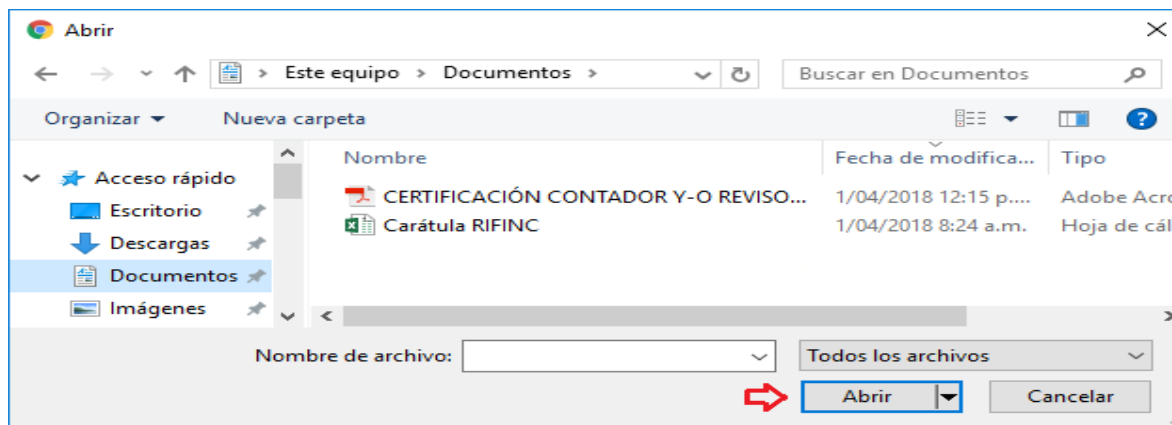 Abrir
Este equipo > Documentos >
Buscar en Documentos
Organizar
Nueva carpeta
?
Nombre
Fecha de modifica...
Tipo
Acceso rápido
Escritorio
Descargas
Documentos
Imágenes
CERTIFICACIÓN CONTADOR Y-O REVISO...
1/04/2018 12:15 p....
Adobe Acro
Carátula RIFINC
1/04/2018 8:24 a.m.
Hoja de cál
Nombre de archivo:
Todos los archivos
Abrir
Cancelar